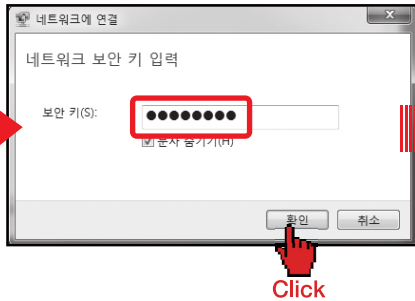 네트워크에 연결
네트워크 보안 키 입력
보안 키(S): ●●●●●●●●
문자 숨기기(H)
확인 취소
Click